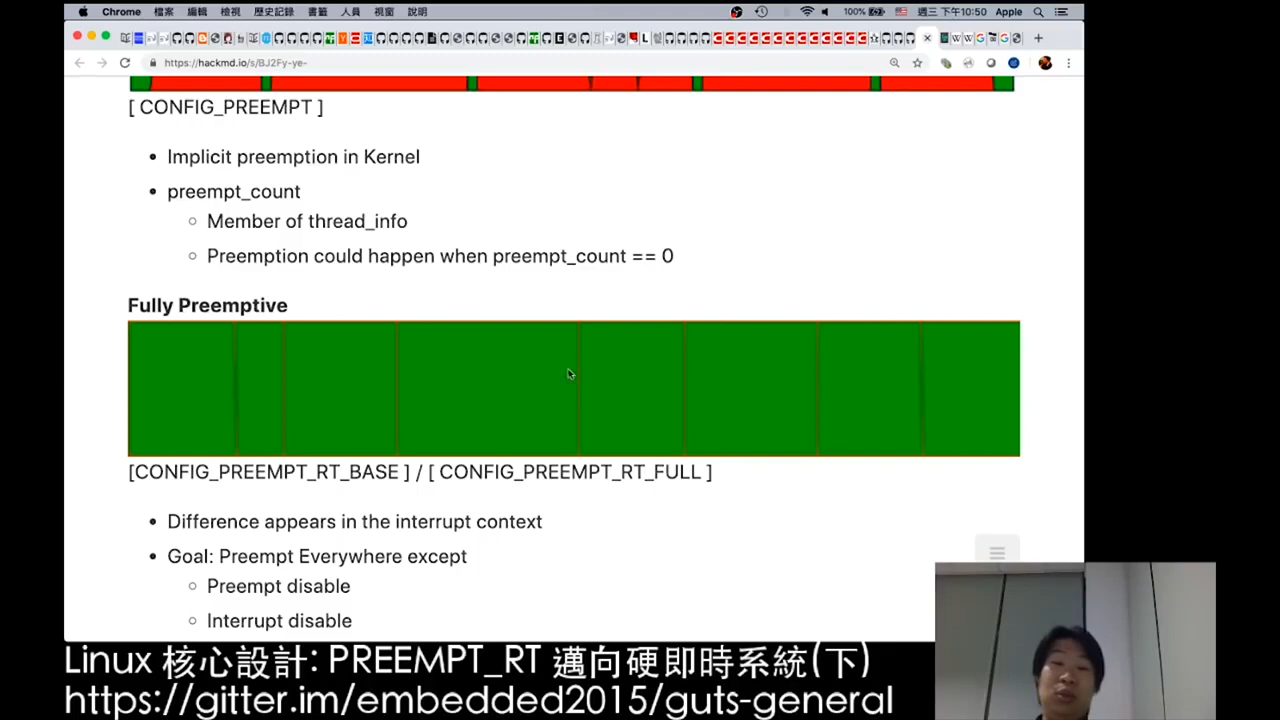 Chrome 檔案 編輯 檢視 歷史記錄 書籤 人員 視窗 說明 100% 週三 下午10:50 Apple
https://hackmd.io/s/BJ2Fy-ye-
[ CONFIG_PREEMPT ]
• Implicit preemption in Kernel
• preempt_count
◦ Member of thread_info
◦ Preemption could happen when preempt_count == 0
Fully Preemptive
[CONFIG_PREEMPT_RT_BASE ] / [ CONFIG_PREEMPT_RT_FULL ]
• Difference appears in the interrupt context
• Goal: Preempt Everywhere except
◦ Preempt disable
◦ Interrupt disable
Linux 核心設計: PREEMPT_RT 邁向硬即時系統(下)
https://gitter.im/embedded2015/guts-general